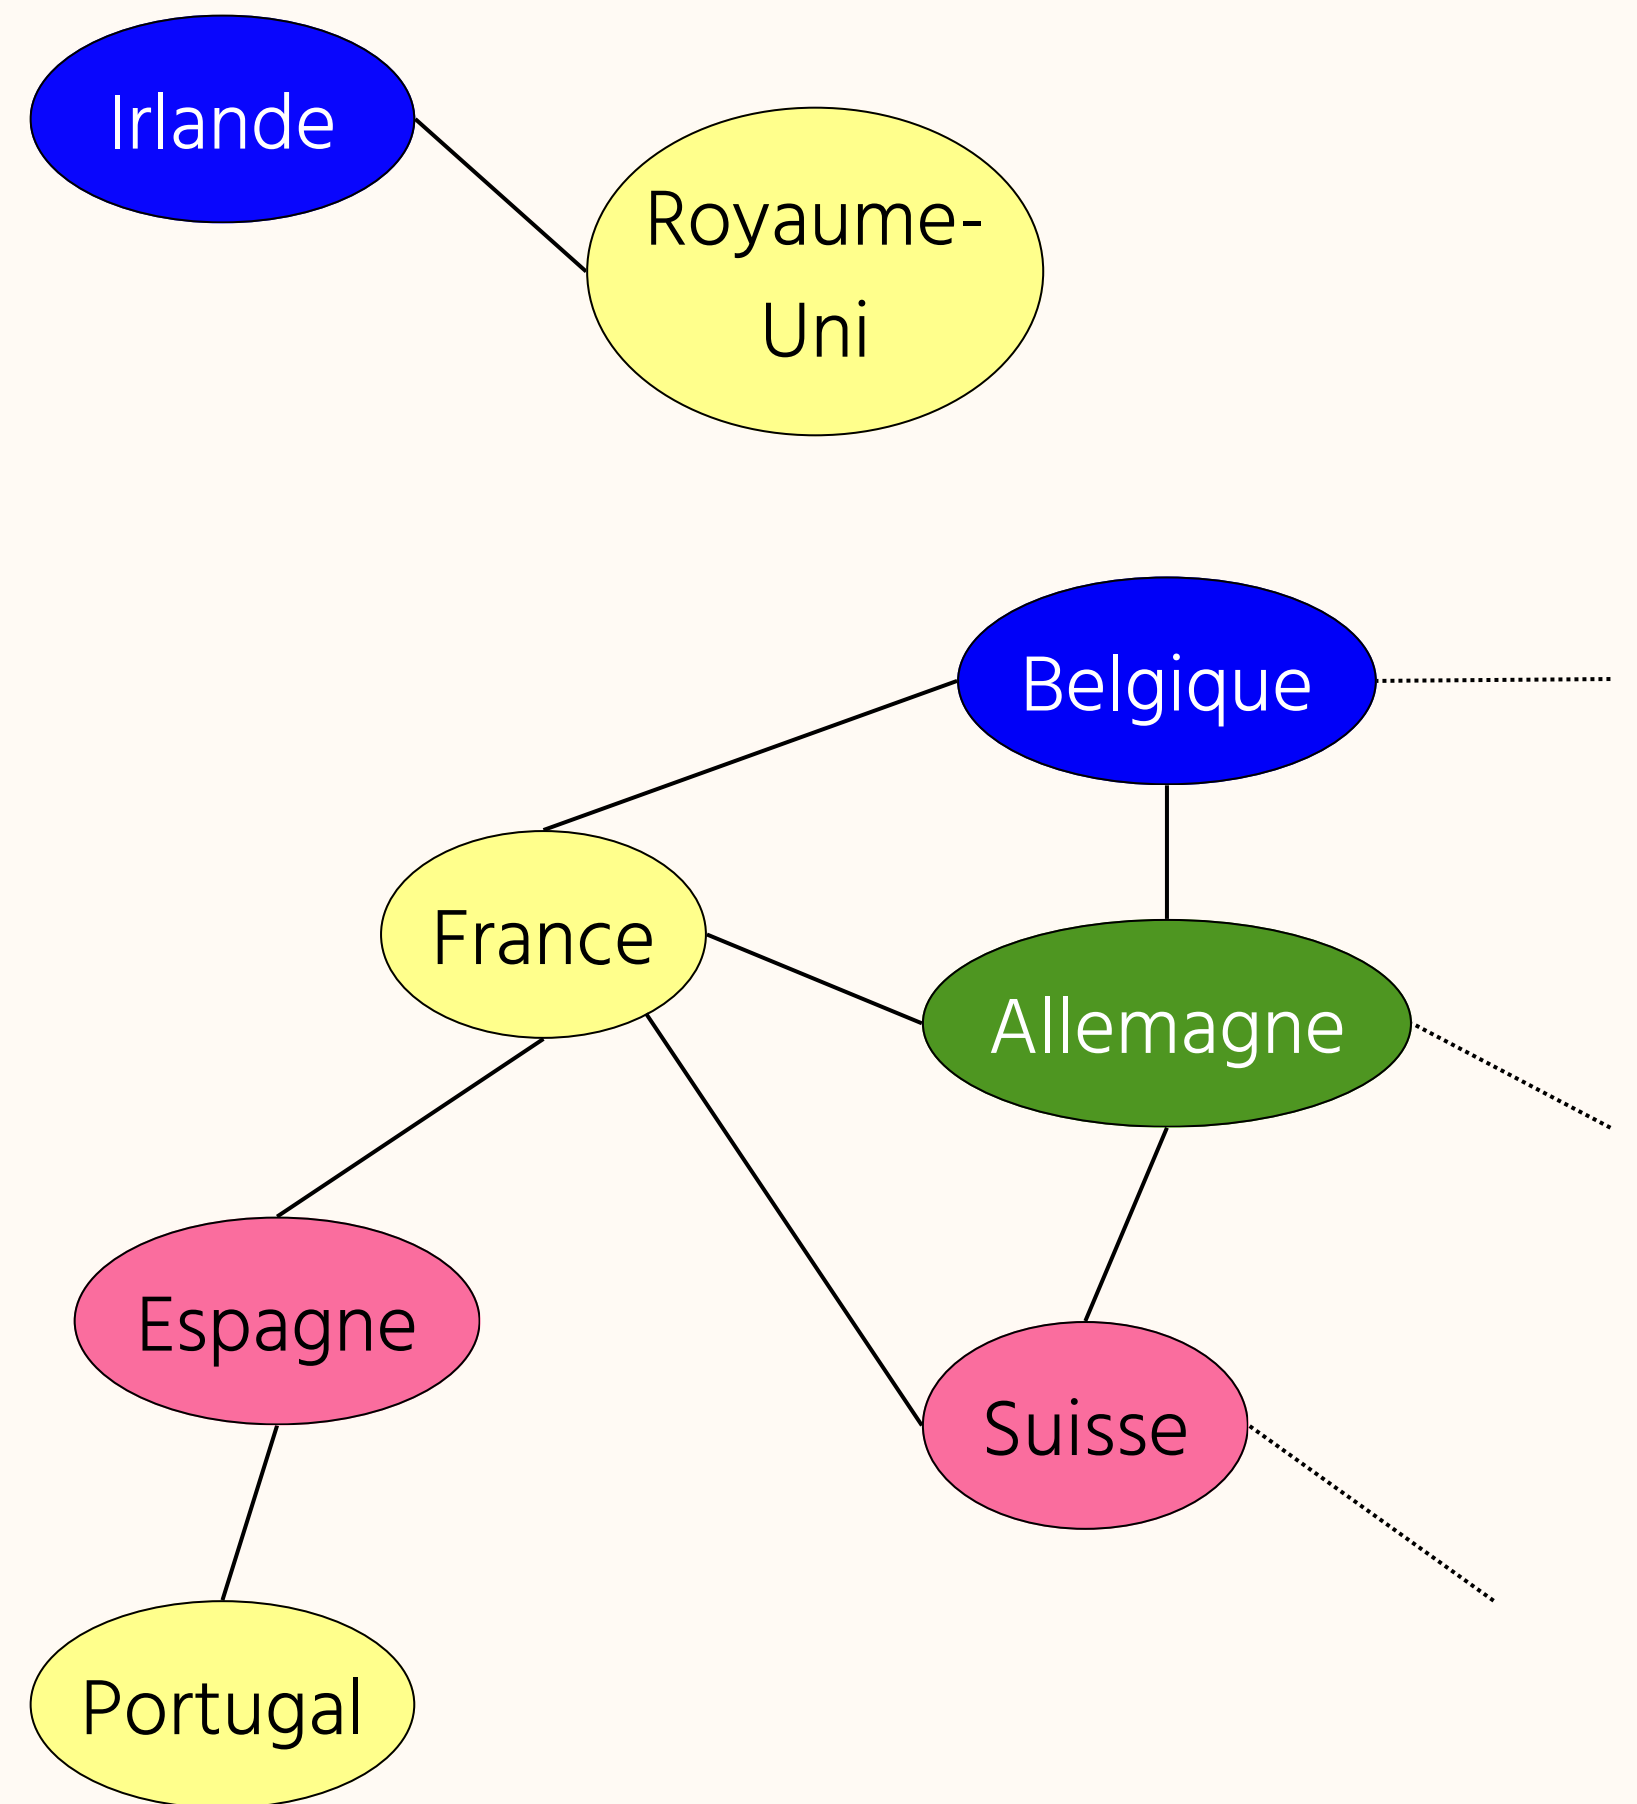 Irlande
Royaume-
Uni
Belgique
France
Allemagne
Espagne
Suisse
Portugal